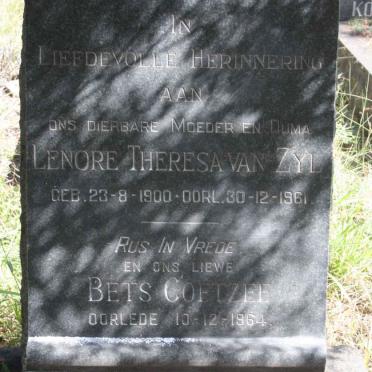 IN
LIEFDEVOLLE HERINNERING
AAN
ONS DIERBARE MOEDER EN OUMA
LENORE THERESA VAN ZYL
GEB. 23-8-1900-OORL. 30-12-1961.
RUS IN VREDE
EN ONS LIEWE
BETS COETZEE
OORLEDE 10-12-1964.